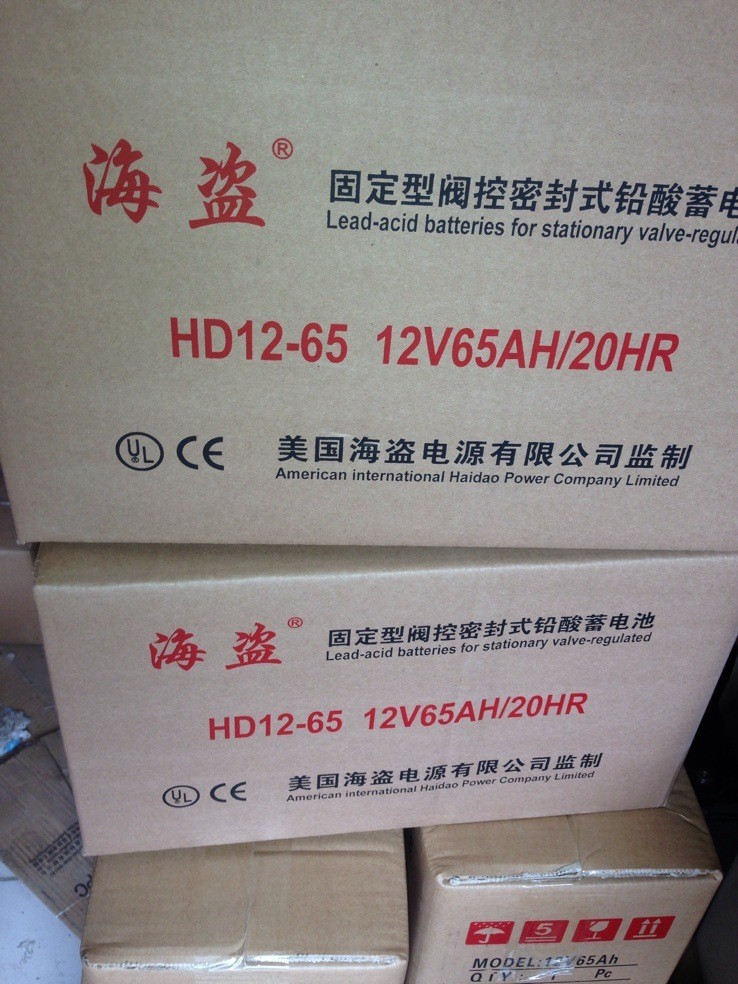 海盗®
固定型阀控密封式铅酸蓄电
Lead-acid batteries for stationary valve-regul
HD12-65 12V65AH/20HR
UL CE
美国海盗电源有限公司监制
American international Haidao Power Company Limited
海盗®
固定型阀控密封式铅酸蓄电池
Lead-acid batteries for stationary valve-regulated
HD12-65 12V65AH/20HR
UL CE
美国海盗电源有限公司监制
American international Haidao Power Company Limited
5
MODEL:12V65Ah
QTY: 1 Pc
PC